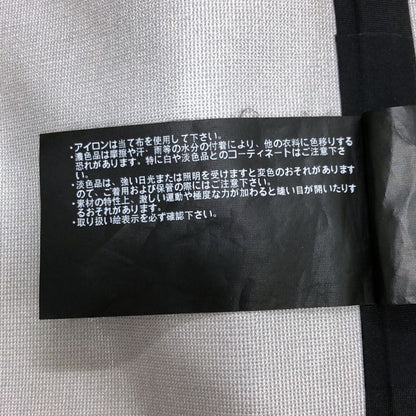 ・アイロンは当て布を使用して下さい。
・濃色品は摩擦や汗・雨等の水分の付着により、他の衣料に色移りする
恐れがあります。特に白や淡色品とのコーディネートはご注意下さ
い。
・淡色品は、強い日光または照明を受けますと変色のおそれがあります
ので、ご着用および保管の際にはご注意下さい。
・素材の特性上、激しい運動や極度な力が加わると縫い目が開いたりす
るおそれがあります。
・取り扱い絵表示を必ず確認下さい。